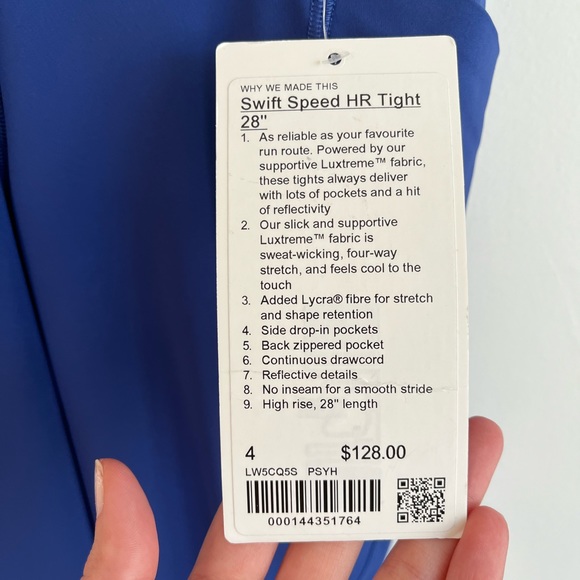 WHY WE MADE THIS
Swift Speed HR Tight
28"
1. As reliable as your favourite
run route. Powered by our
supportive Luxtreme™ fabric,
these tights always deliver
with lots of pockets and a hit
of reflectivity
2. Our slick and supportive
Luxtreme™ fabric is
sweat-wicking, four-way
stretch, and feels cool to the
touch
3. Added Lycra® fibre for stretch
and shape retention
4. Side drop-in pockets
5. Back zippered pocket
6. Continuous drawcord
7. Reflective details
8. No inseam for a smooth stride
9. High rise, 28" length
4 $128.00
LW5CQ5S PSYH
000144351764